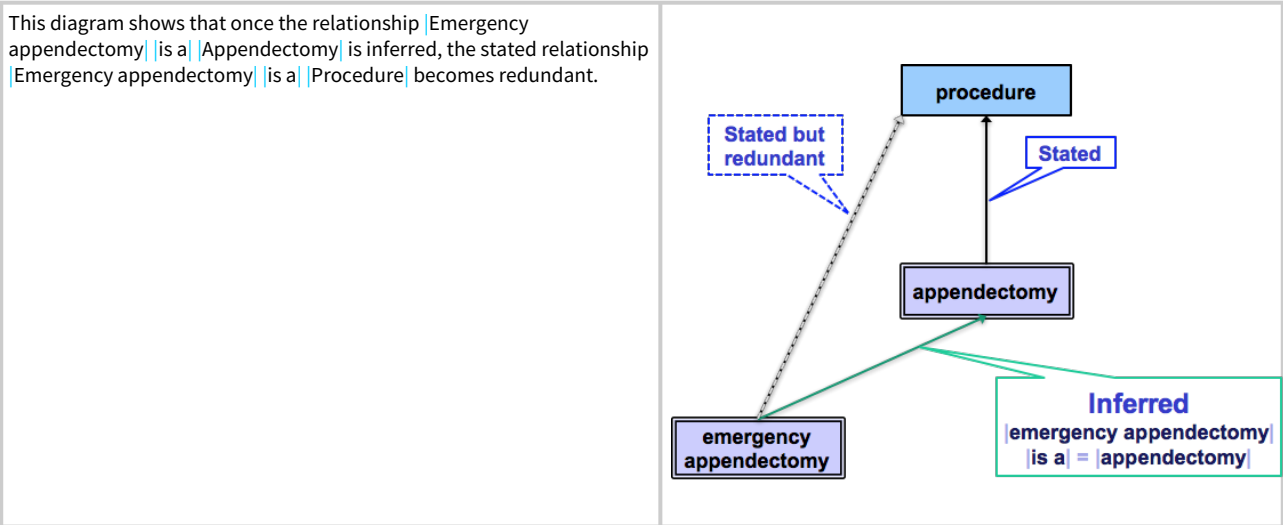 This diagram shows that once the relationship |Emergency
appendectomy| |is a| |Appendectomy| is inferred, the stated relationship
|Emergency appendectomy| |is a| |Procedure| becomes redundant.
procedure
Stated but
redundant
Stated
appendectomy
Inferred
|emergency appendectomy|
|is a| = |appendectomy|
emergency
appendectomy